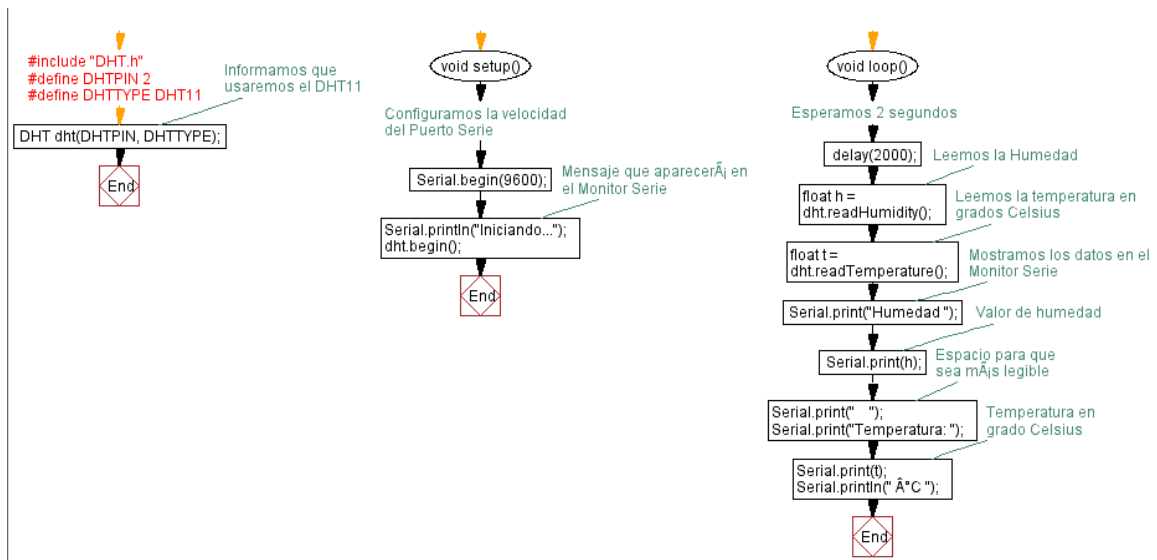 #include "DHT.h"
#define DHTPIN 2
#define DHTTYPE DHT11
Informamos que
usaremos el DHT11
DHT dht(DHTPIN, DHTTYPE);
End
void setup()
Configuramos la velocidad
del Puerto Serie
Serial.begin(9600);
Mensaje que aparecerÃ¡ en
el Monitor Serie
Serial.println("Iniciando...");
dht.begin();
End
void loop()
Esperamos 2 segundos
delay(2000);
Leemos la Humedad
float h =
dht.readHumidity();
Leemos la temperatura en
grados Celsius
float t =
dht.readTemperature();
Mostramos los datos en el
Monitor Serie
Serial.print("Humedad ");
Valor de humedad
Serial.print(h);
Espacio para que
sea mÃ¡s legible
Serial.print("    ");
Serial.print("Temperatura: ");
Temperatura en
grado Celsius
Serial.print(t);
Serial.println(" Â°C ");
End